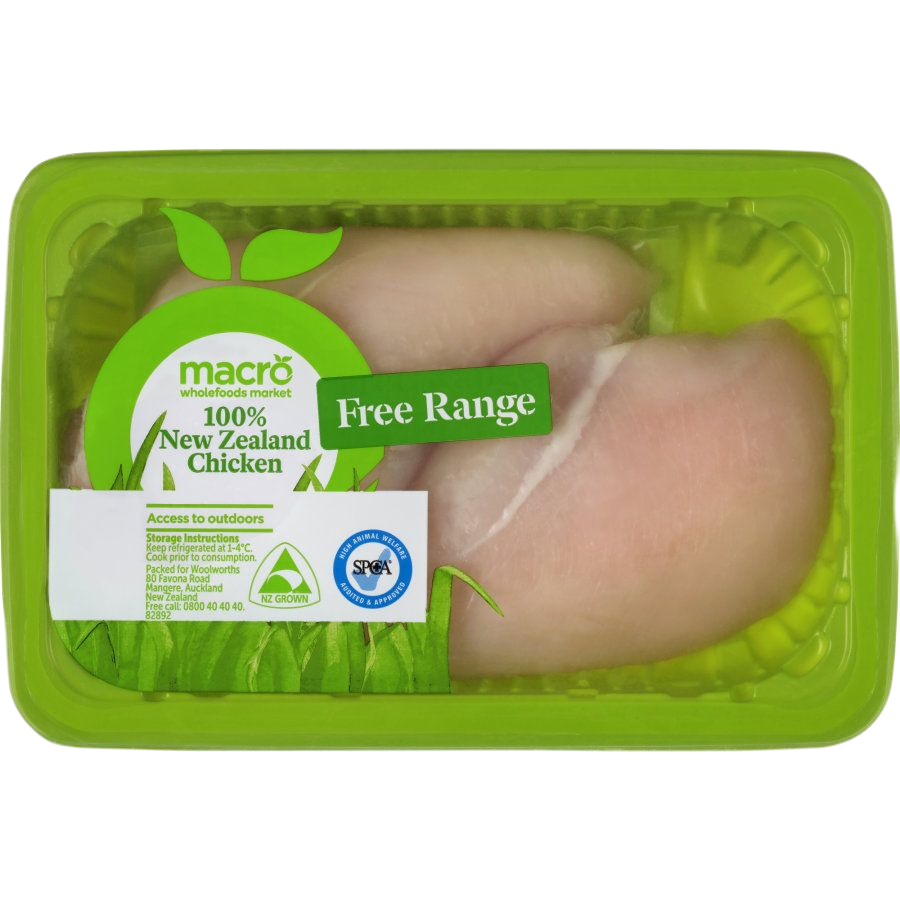 macro
wholefoods market
100%
New Zealand
Chicken
Free Range
Access to outdoors
Storage Instructions
Keep refrigerated at 1-4°C.
Cook prior to consumption.
Packed for Woolworths
80 Favona Road
Mangere, Auckland
New Zealand
Free call: 0800 40 40 40.
82892
NZ GROWN
HIGH ANIMAL WELFARE
SPCA
AUDITED & APPROVED